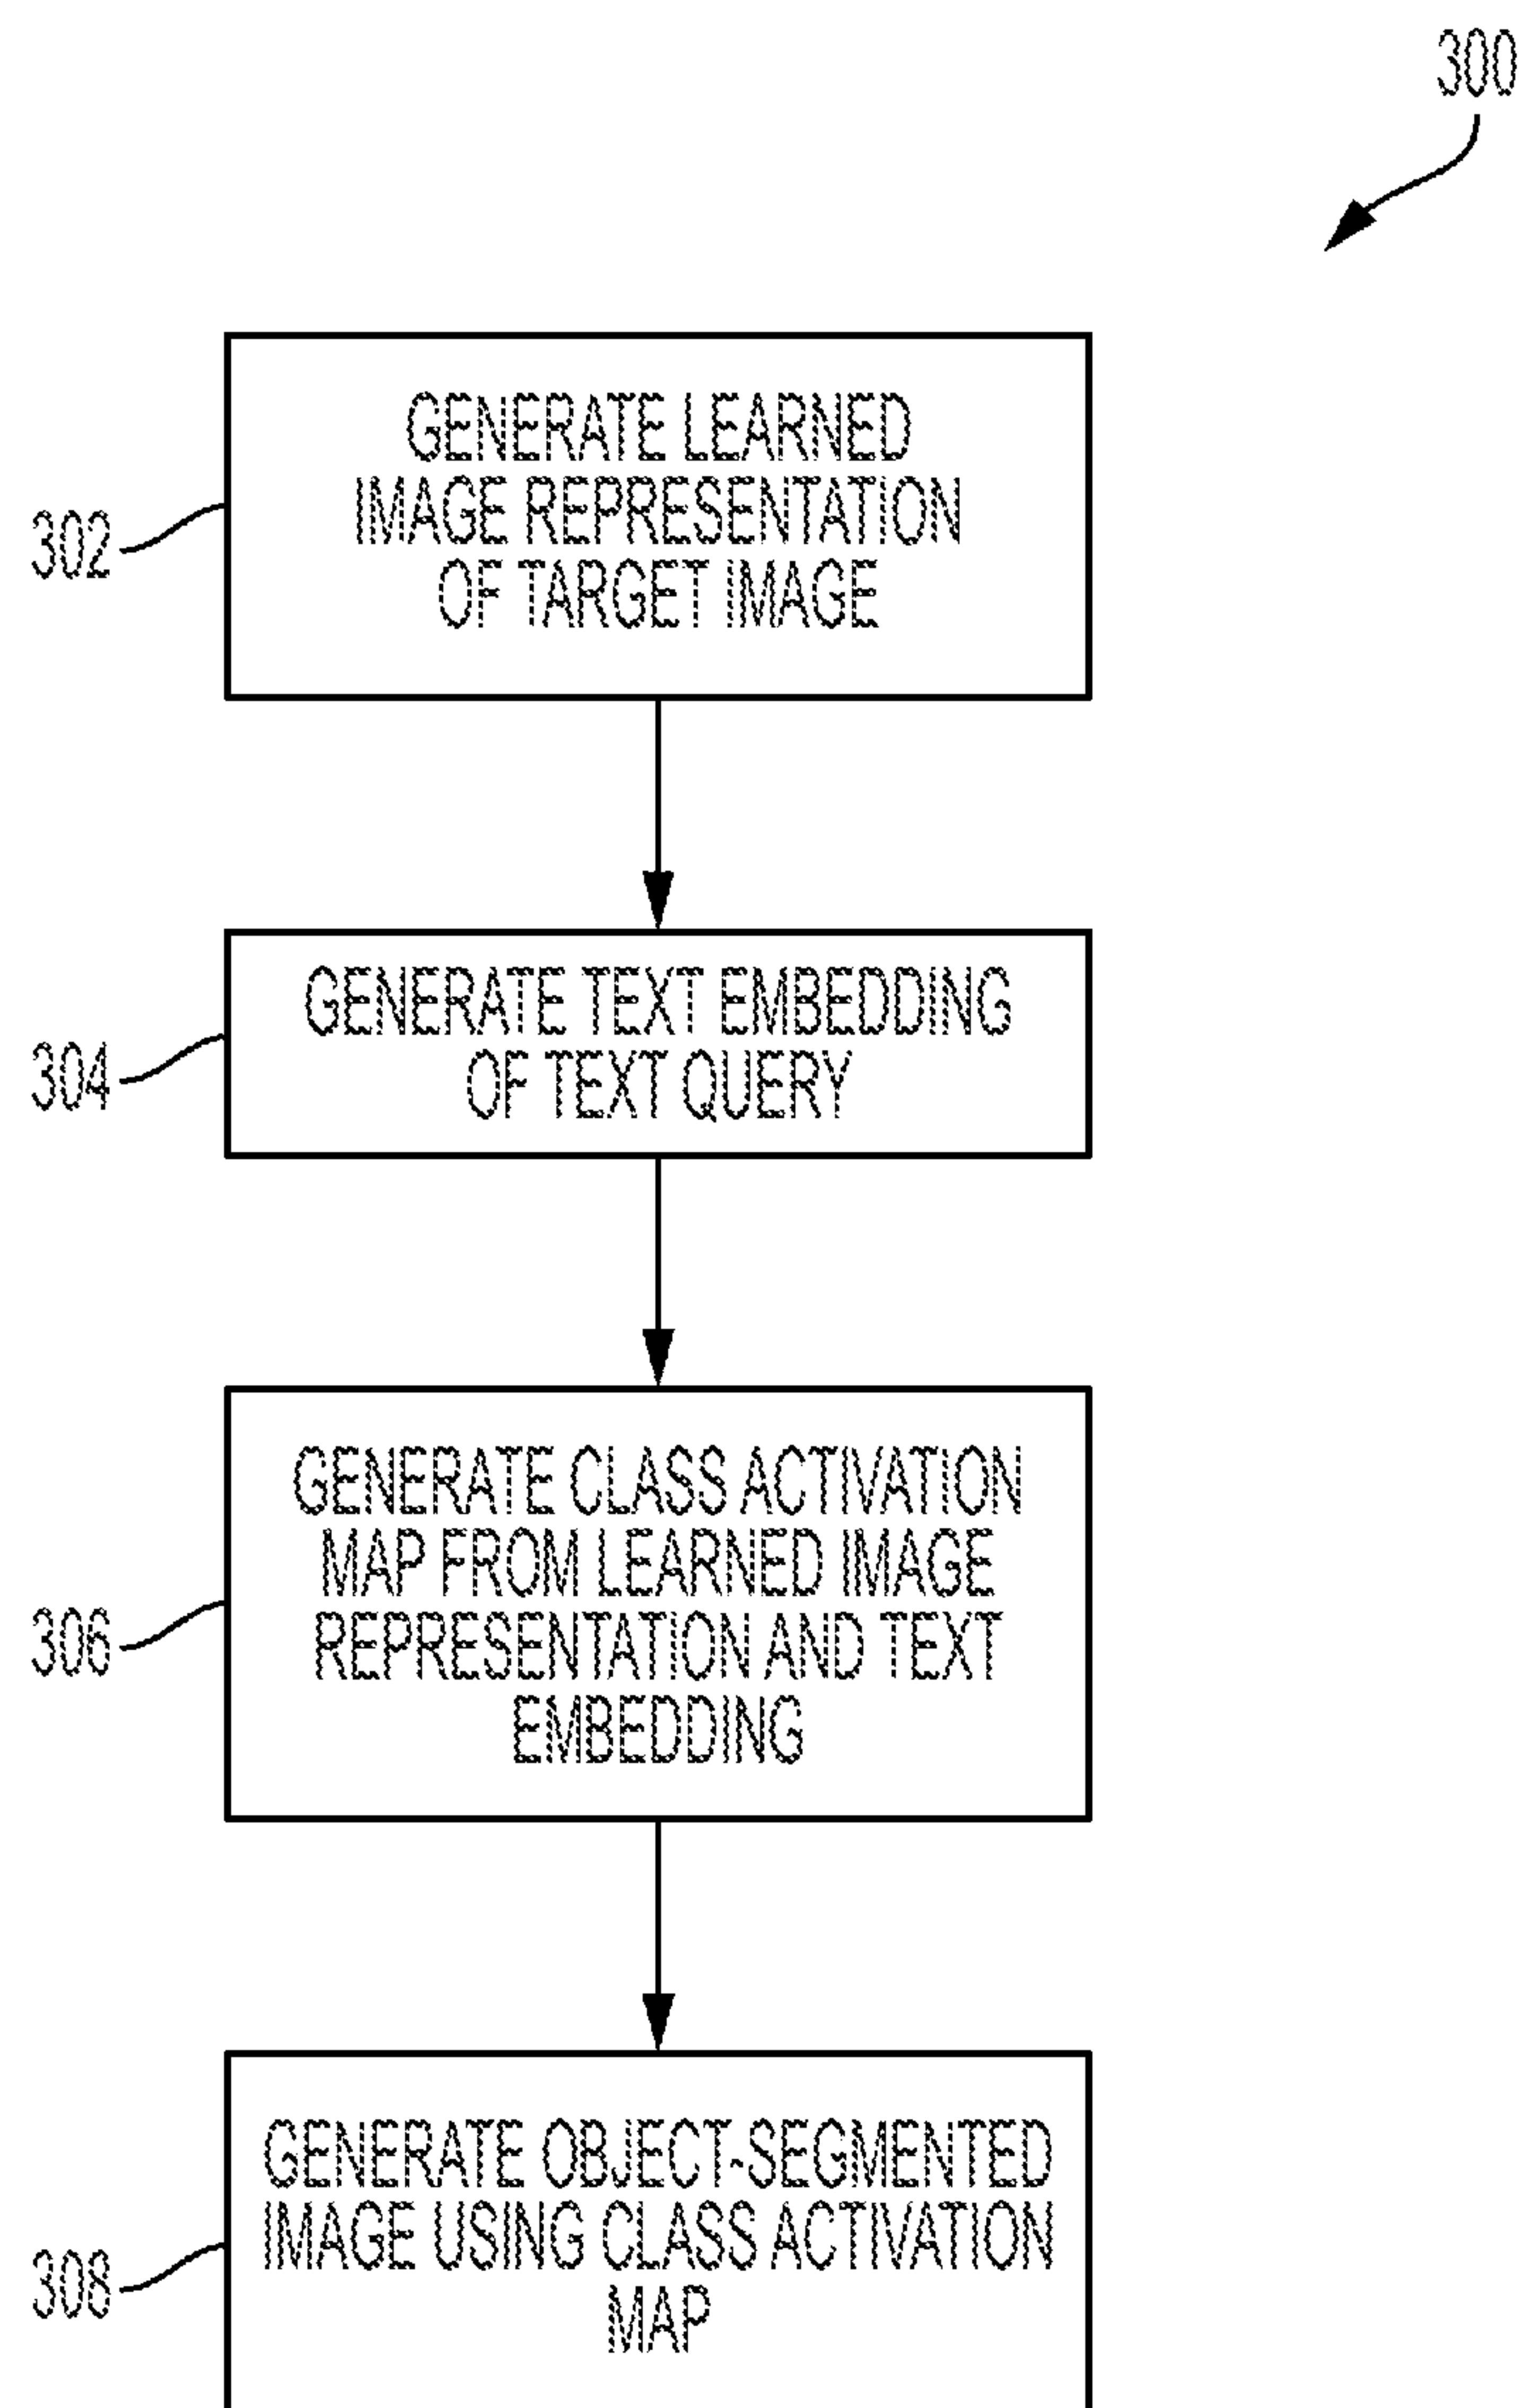 300
GENERATE LEARNED
IMAGE REPRESENTATION
OF TARGET IMAGE
302
GENERATE TEXT EMBEDDING
OF TEXT QUERY
304
GENERATE CLASS ACTIVATION
MAP FROM LEARNED IMAGE
REPRESENTATION AND TEXT
EMBEDDING
306
GENERATE OBJECT-SEGMENTED
IMAGE USING CLASS ACTIVATION
MAP
308